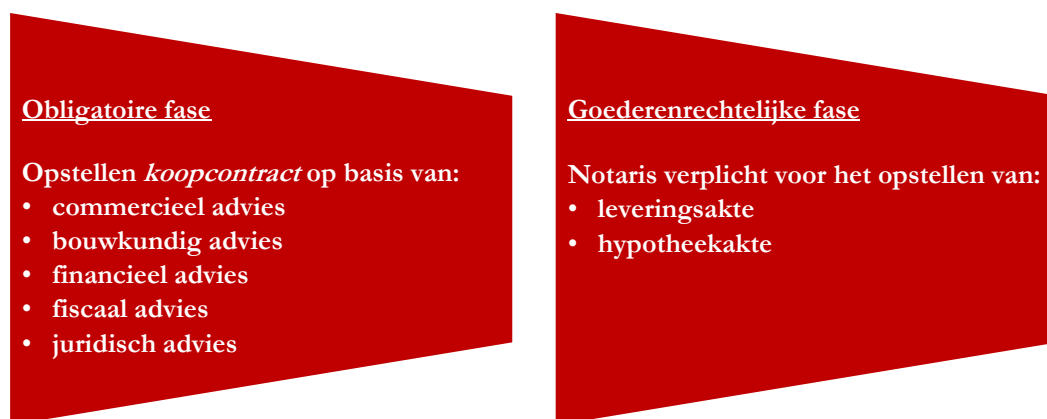 Obligatoire fase
Opstellen koopcontract op basis van:
• commercieel advies
• bouwkundig advies
• financieel advies
• fiscaal advies
• juridisch advies
Goederenrechtelijke fase
Notaris verplicht voor het opstellen van:
• leveringsakte
• hypotheekakte